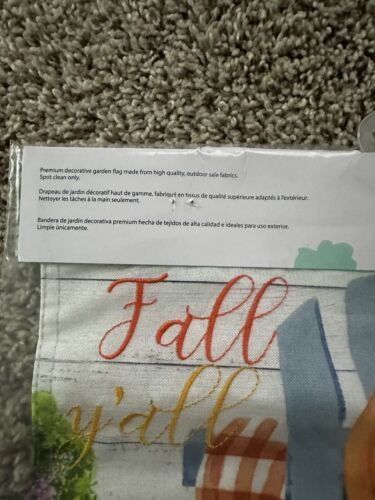 Premium decorative garden flag made from high quality, outdoor safe fabrics.
Spot clean only.
Drapeau de jardin décoratif haut de gamme, fabriqué en tissus de qualité supérieure adaptés à l'extérieur.
Nettoyer les tâches à la main seulement.
Bandera de jardin decorativa premium hecha de tejidos de alta calidad e ideales para uso exterior.
Limpie únicamente.
Fall
y'all